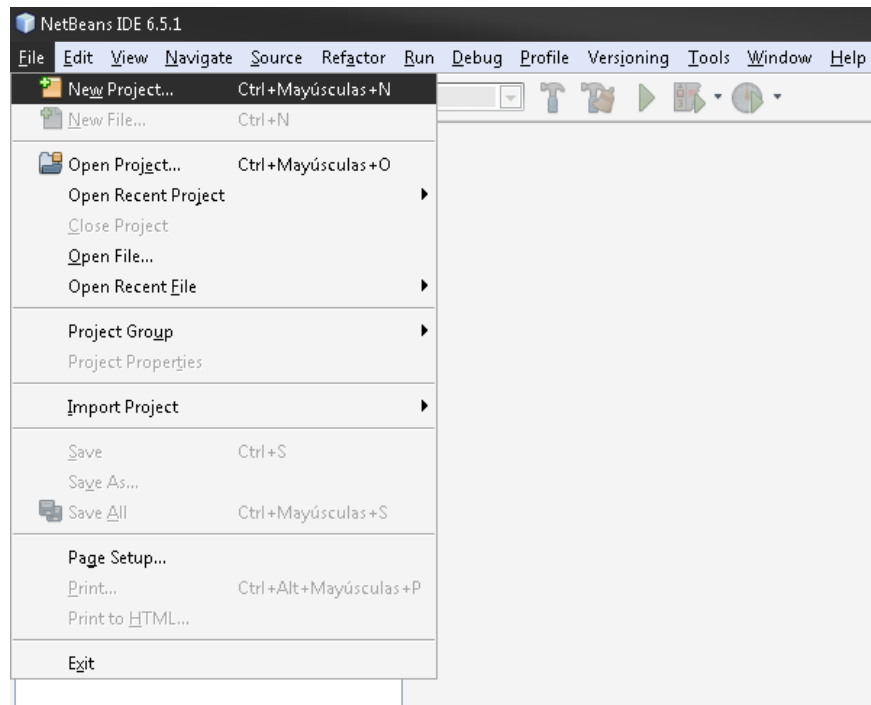 NetBeans IDE 6.5.1
File Edit View Navigate Source Refactor Run Debug Profile Versioning Tools Window Help
New Project... Ctrl+Mayúsculas+N
New File... Ctrl+N
Open Project... Ctrl+Mayúsculas+O
Open Recent Project
Close Project
Open File...
Open Recent File
Project Group
Project Properties
Import Project
Save Ctrl+S
Save As...
Save All Ctrl+Mayúsculas+S
Page Setup...
Print... Ctrl+Alt+Mayúsculas+P
Print to HTML...
Exit